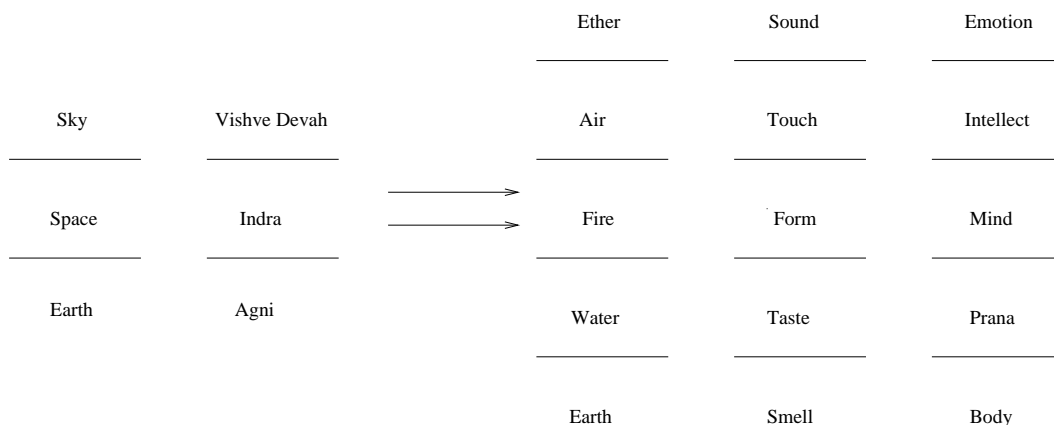 Ether Sound Emotion
Sky Vishve Devah Air Touch Intellect
Space Indra Fire Form Mind
Earth Agni
Water Taste Prana
Earth Smell Body